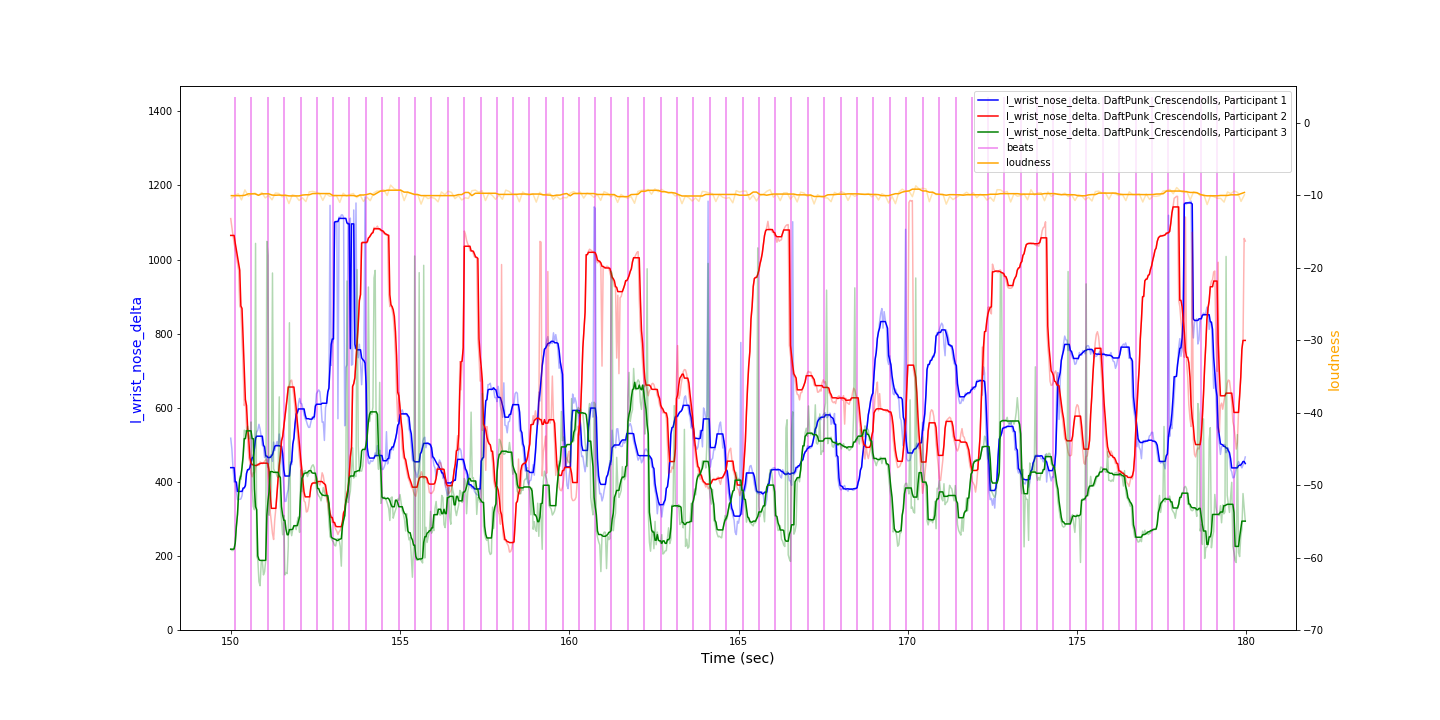 l_wrist_nose_delta. DaftPunk_Crescendolls, Participant 1
l_wrist_nose_delta. DaftPunk_Crescendolls, Participant 2
l_wrist_nose_delta. DaftPunk_Crescendolls, Participant 3
beats
loudness
1400
1200
1000
800
600
400
200
0
l_wrist_nose_delta
0
−10
−20
−30
−40
−50
−60
−70
loudness
150 155 160 165 170 175 180
Time (sec)